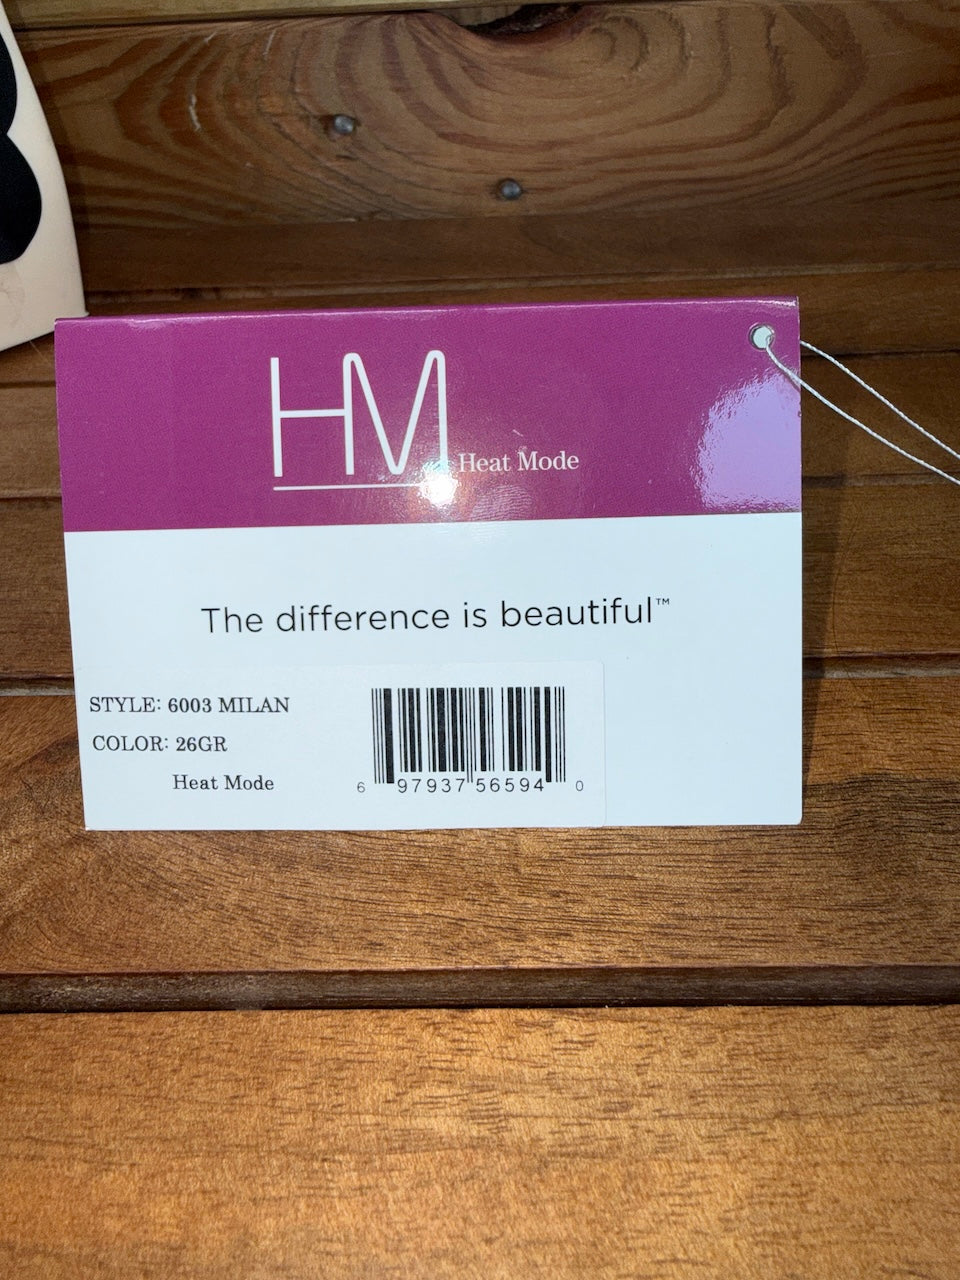 HM Heat Mode
The difference is beautiful™
STYLE: 6003 MILAN
COLOR: 26GR
Heat Mode
6 97937 56594 0